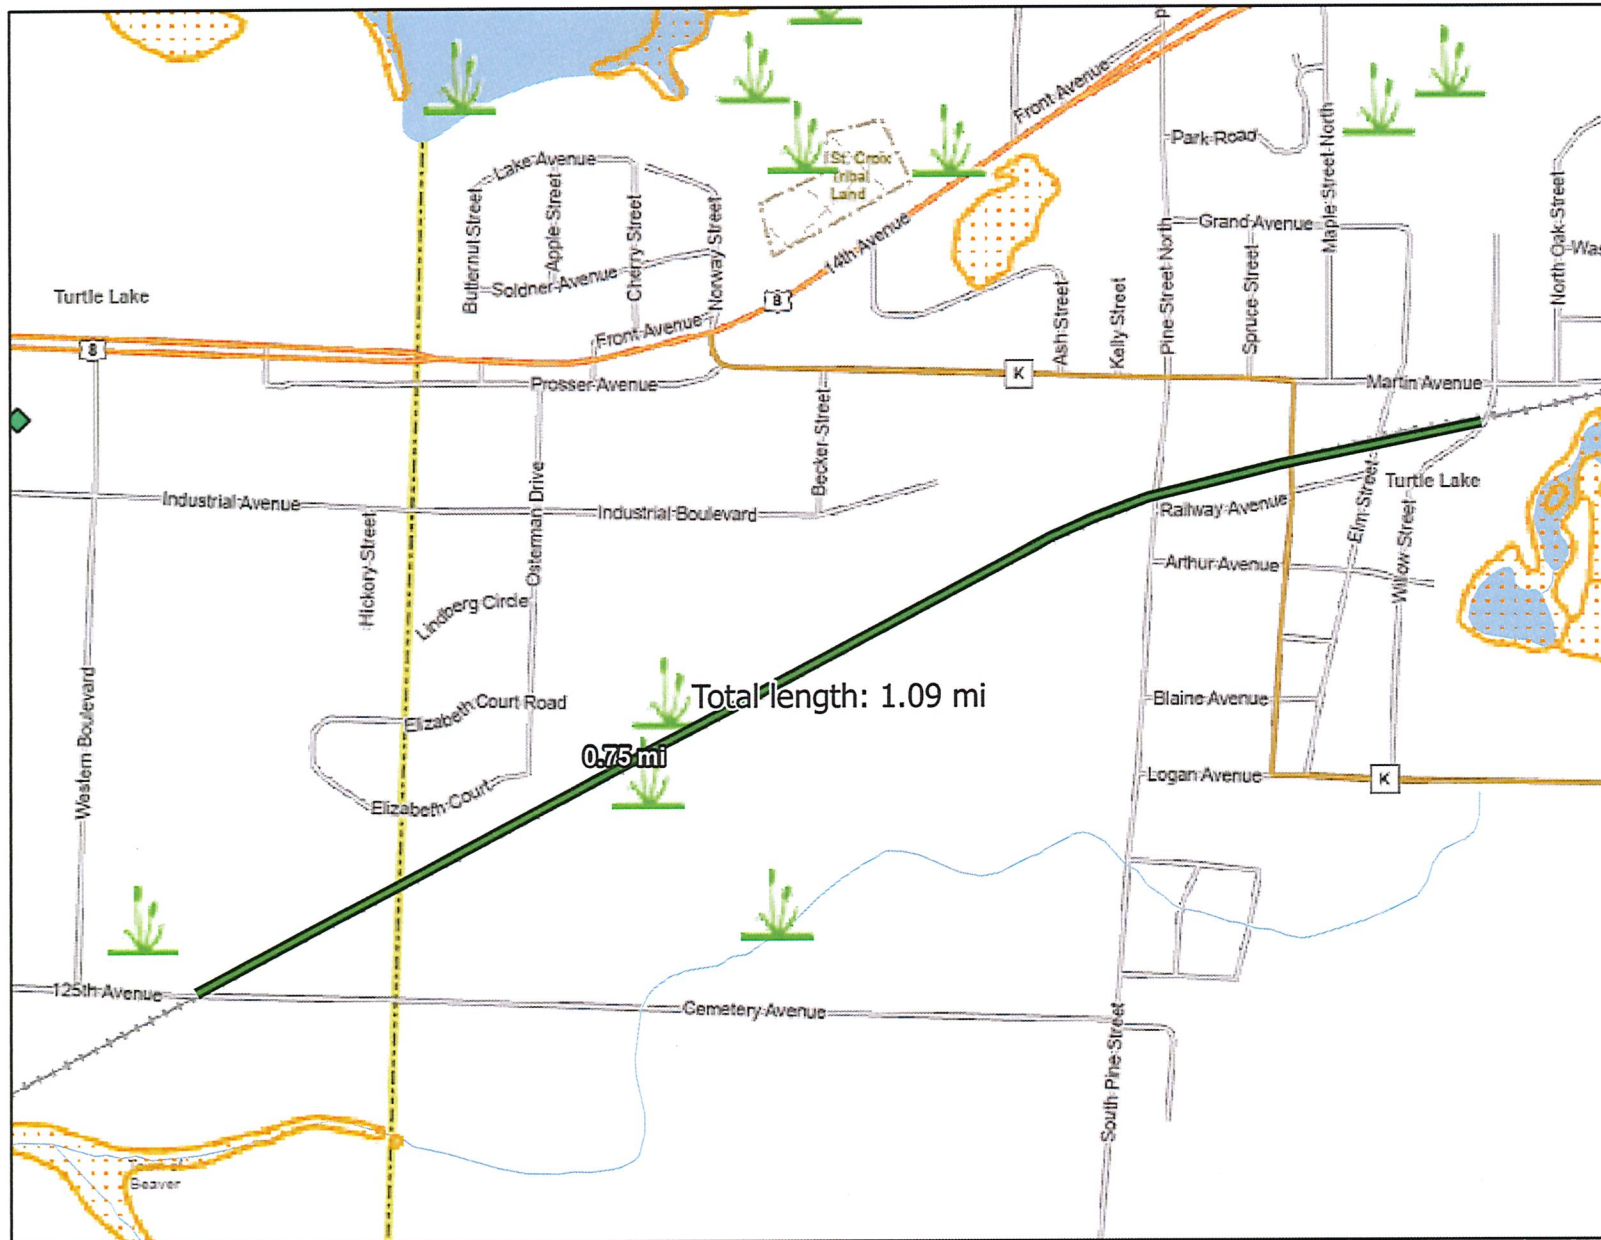 Front Avenue
Park Road
Maple Street North
Lake Avenue
St. Croix
Tribal
Land
Butternut Street
Apple Street
Cherry Street
Norway Street
Soldner Avenue
14th Avenue
Grand Avenue
North Oak Street
Was
Turtle Lake
8
Front Avenue
8
Prosser Avenue
K
Ash Street
Kelly Street
Pine Street North
Spruce Street
Martin Avenue
Becker Street
Industrial Avenue
Industrial Boulevard
Hickory Street
Osterman Drive
Lindberg Circle
Railway Avenue
Elm Street
Turtle Lake
Willow Street
Arthur Avenue
Western Boulevard
Elizabeth Court Road
Elizabeth Court
Total length: 1.09 mi
0.75 mi
Blaine Avenue
Logan Avenue
K
125th Avenue
Cemetery Avenue
South Pine Street
Beaver